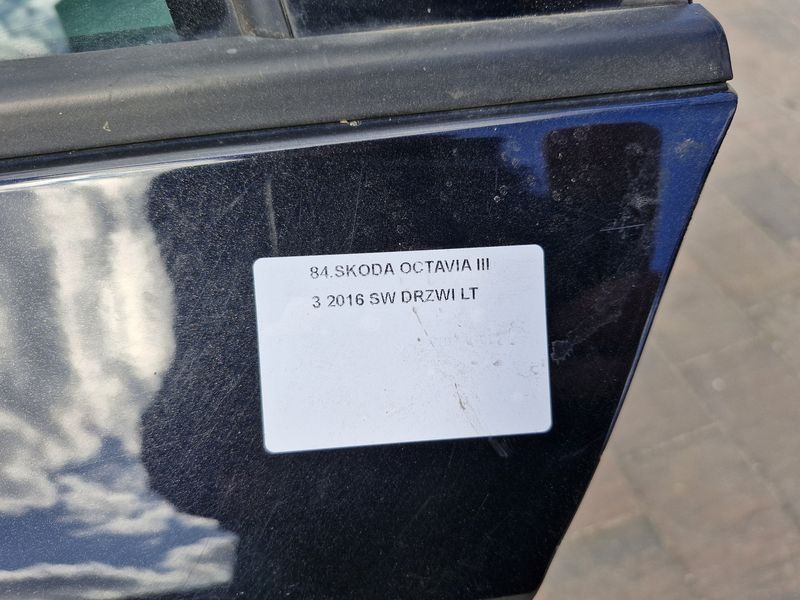 84.SKODA OCTAVIA III
3 2016 SW DRZWI LT